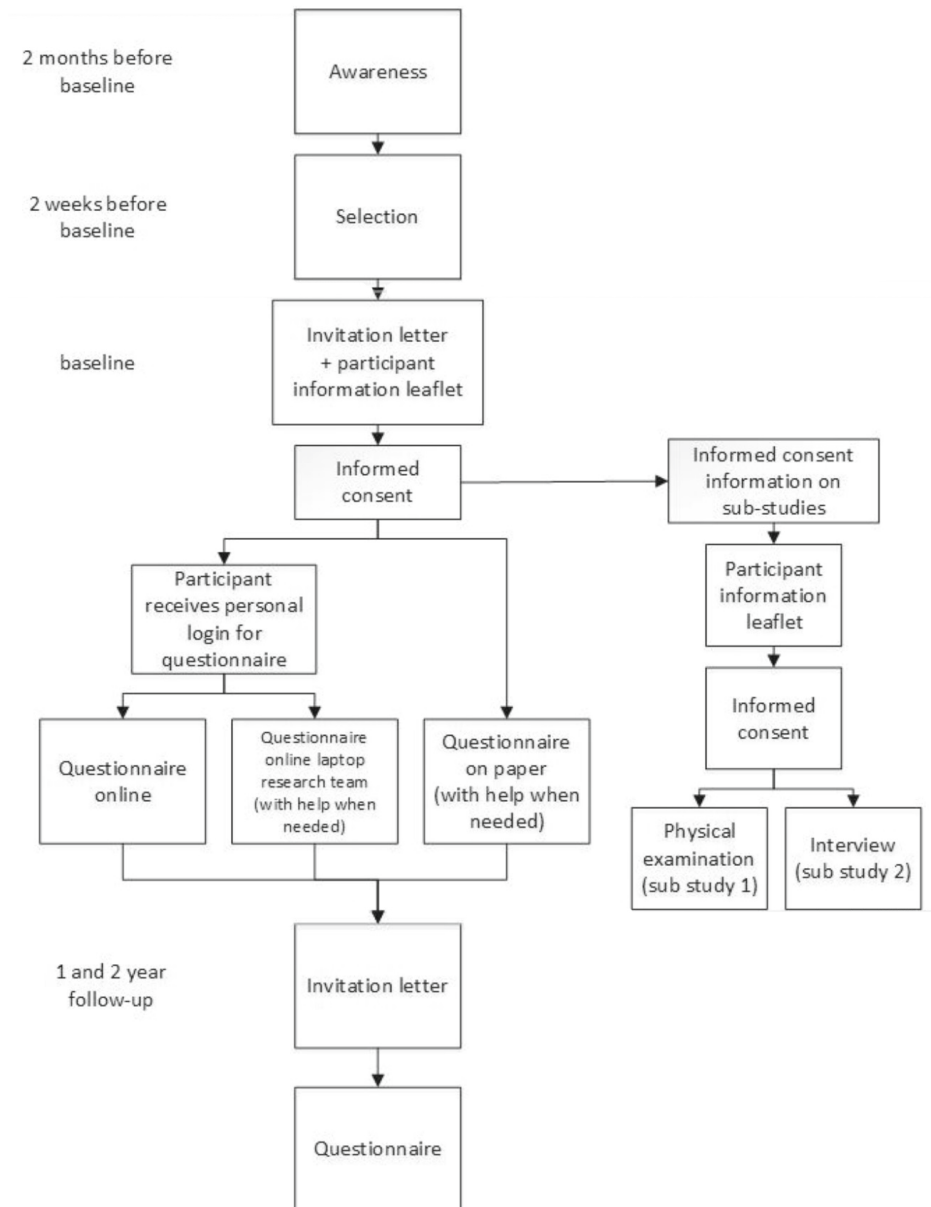 2 months before
baseline
Awareness
2 weeks before
baseline
Selection
baseline
Invitation letter
+ participant
information leaflet
Informed
consent
Informed consent
information on
sub-studies
Participant
receives personal
login for
questionnaire
Participant
information
leaflet
Informed
consent
Questionnaire
online
Questionnaire
online laptop
research team
(with help when
needed)
Questionnaire
on paper
(with help when
needed)
Physical
examination
(sub study 1)
Interview
(sub study 2)
1 and 2 year
follow-up
Invitation letter
Questionnaire